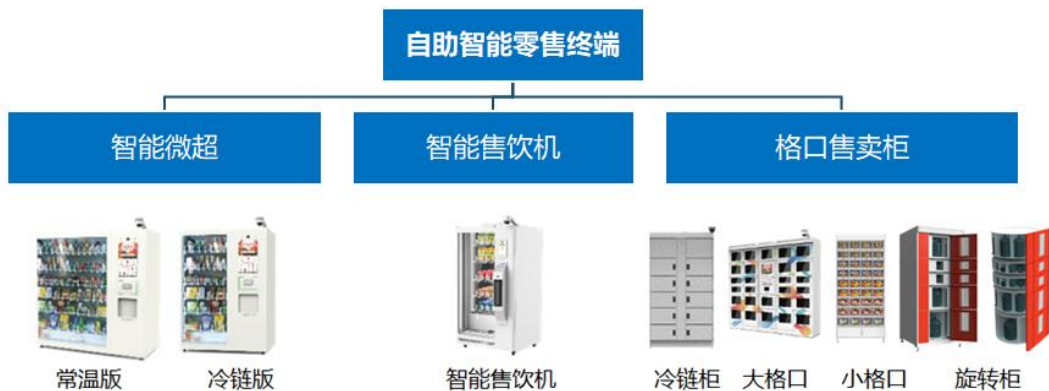 自助智能零售终端
智能微超
智能售饮机
格口售卖柜
常温版
冷链版
智能售饮机
冷链柜
大格口
小格口
旋转柜